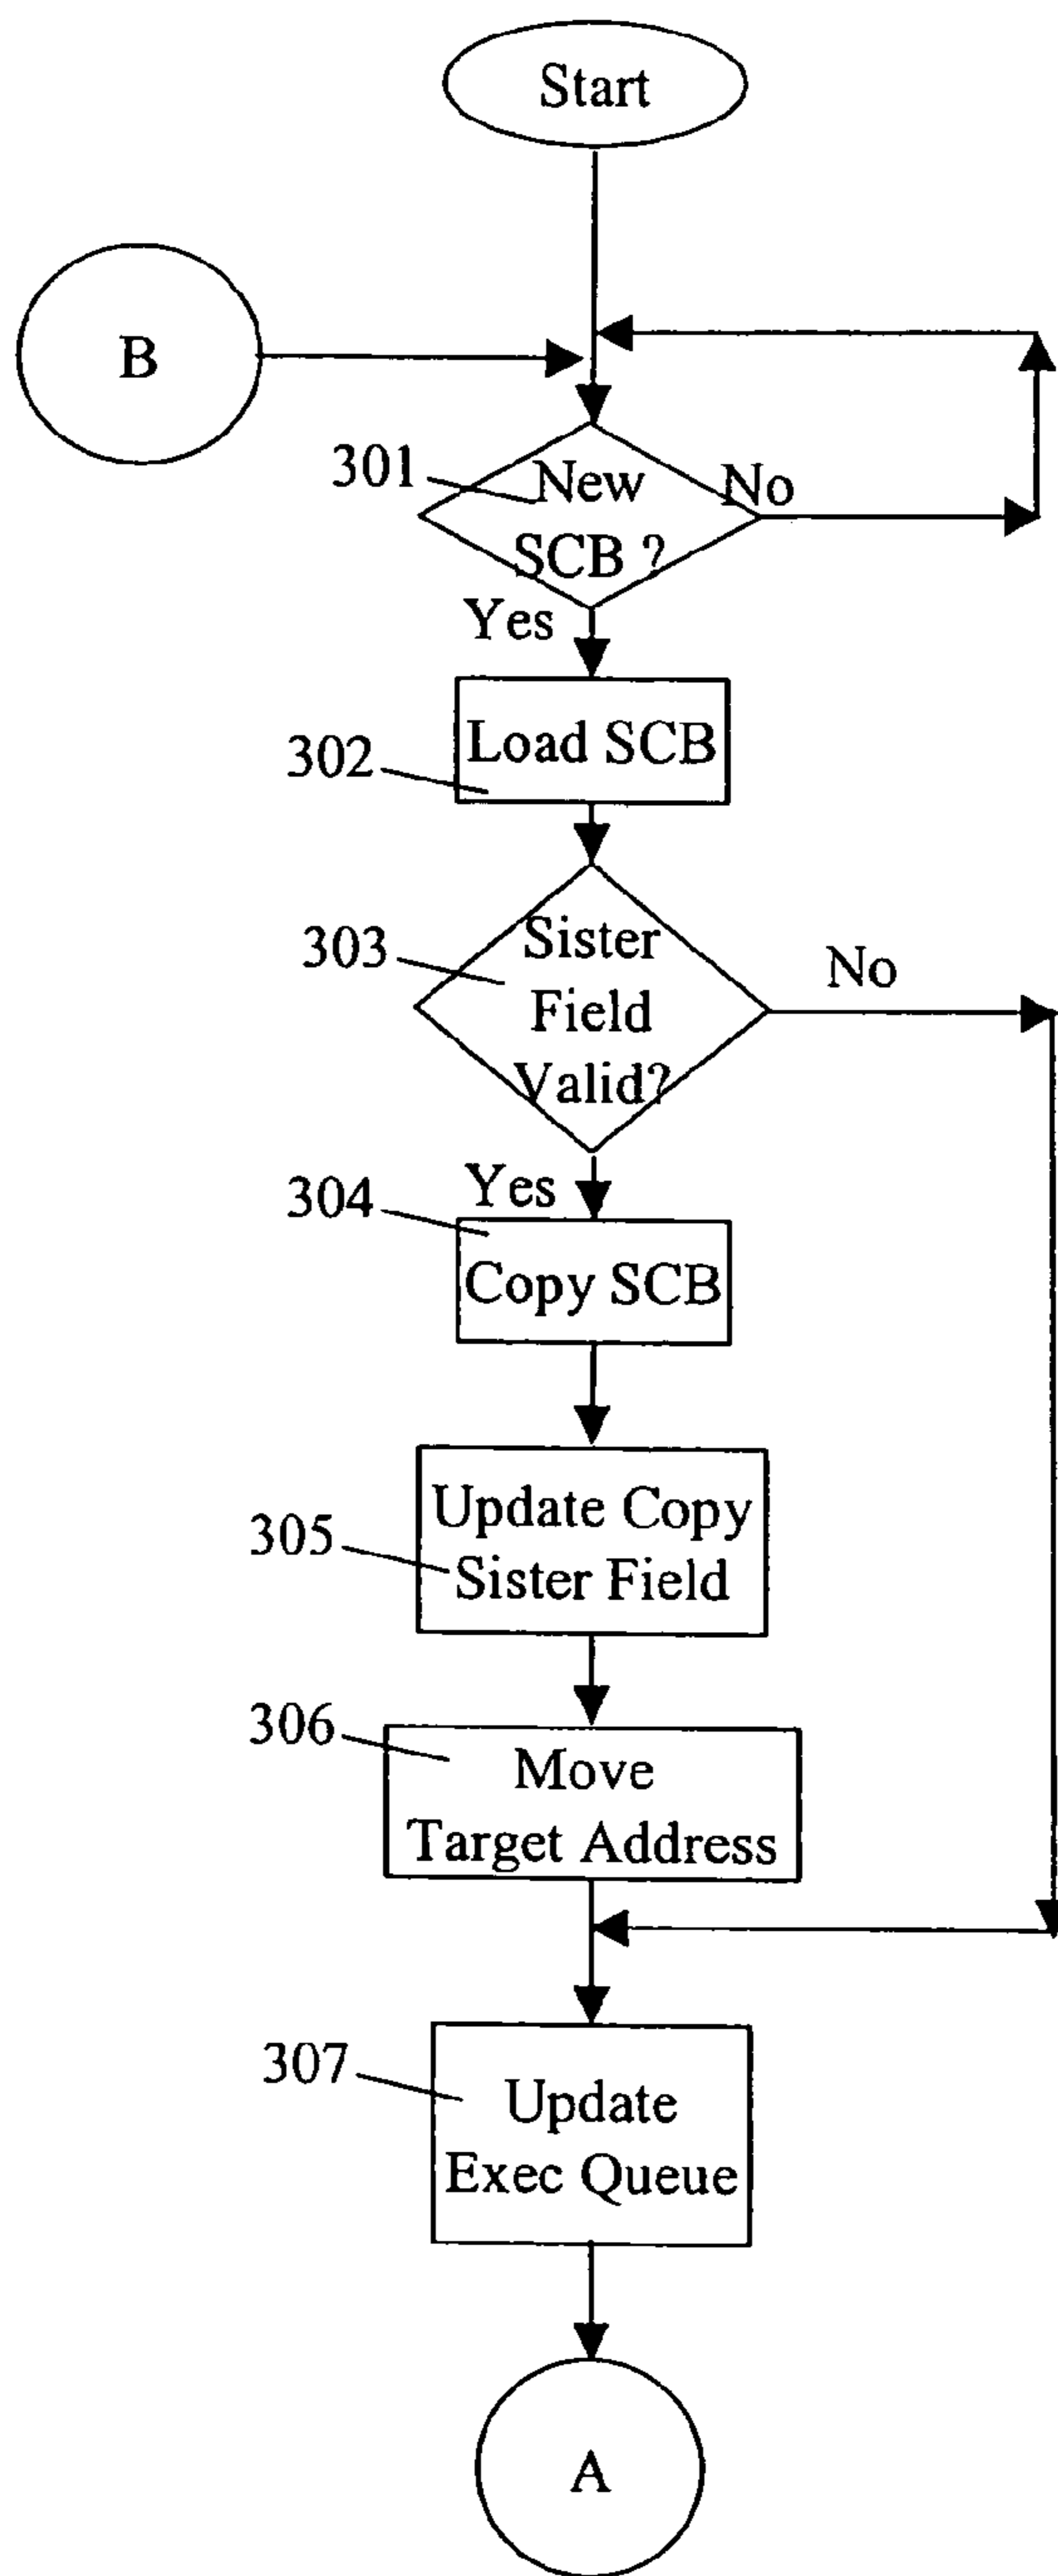 Start
B
301
New
No
SCB ?
Yes
Load SCB
302
Sister
303
No
Field
Valid?
Yes
304
Copy SCB
Update Copy
305
Sister Field
306
Move
Target Address
307
Update
Exec Queue
A